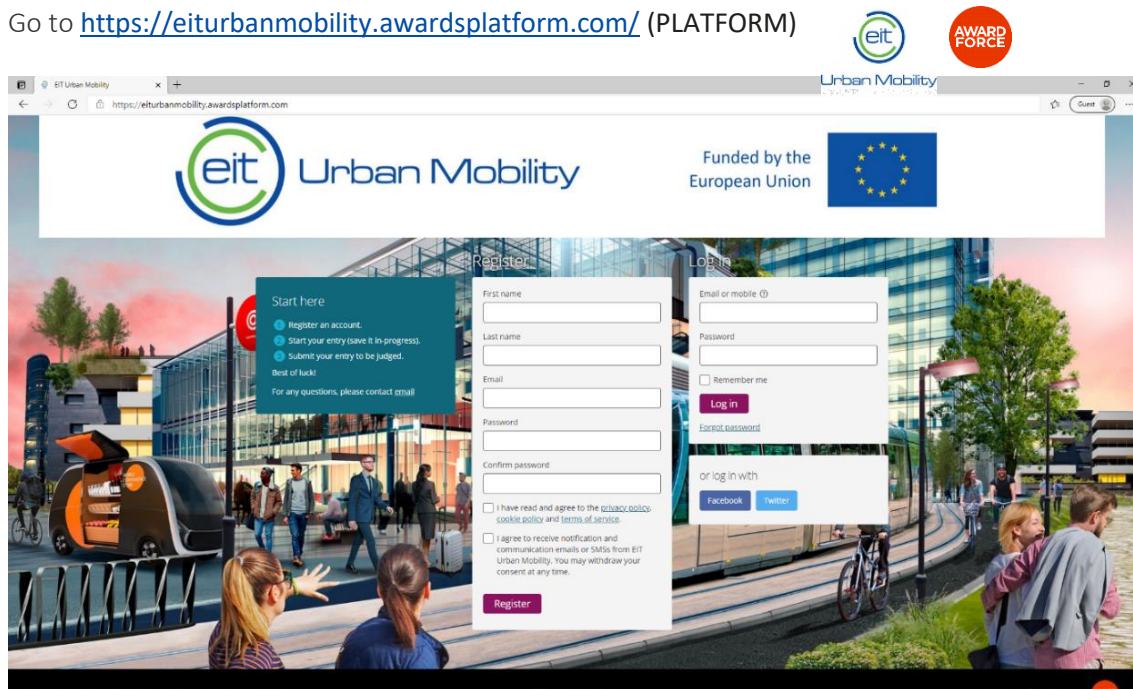 Go to https://eiturbanmobility.awardsplatform.com/ (PLATFORM)
eit
Urban Mobility
AWARD
FORCE
EIT Urban Mobility
https://eiturbanmobility.awardsplatform.com
Guest
eit Urban Mobility
Funded by the
European Union
Start here
1 Register an account.
2 Start your entry (save it in-progress).
3 Submit your entry to be judged.
Best of luck!
For any questions, please contact email
Register
First name
Last name
Email
Password
Confirm password
I have read and agree to the privacy policy,
cookie policy and terms of service.
I agree to receive notification and
communication emails or SMSs from EIT
Urban Mobility. You may withdraw your
consent at any time.
Register
Log in
Email or mobile
Password
Remember me
Log in
Forgot password
or log in with
Facebook Twitter